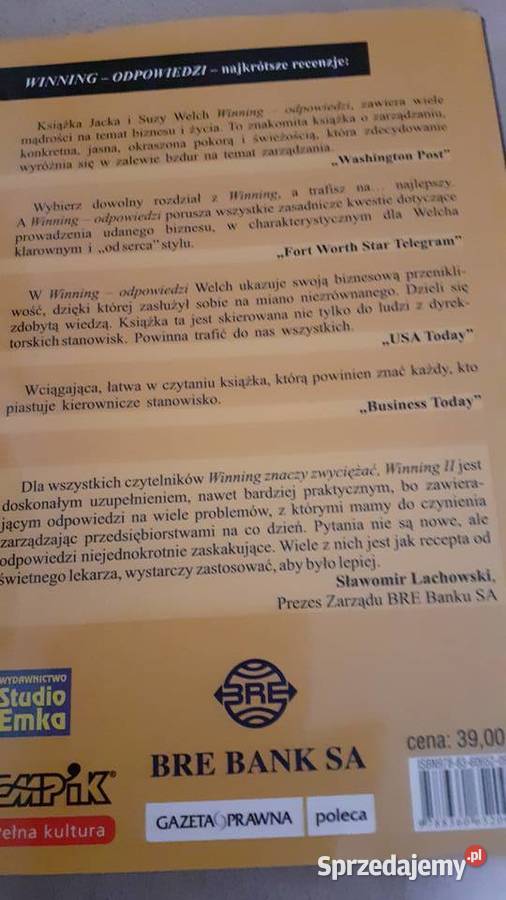 WINNING – ODPOWIEDZI – najkrótsze recenzje:
Książka Jacka i Suzy Welch Winning – odpowiedzi, zawiera wiele
mądrości na temat biznesu i życia. To znakomita książka o zarządzaniu,
konkretna, jasna, okraszona pokorą i świeżością, która zdecydowanie
wyróżnia się w zalewie bzdur na temat zarządzania.
„Washington Post”
Wybierz dowolny rozdział z Winning, a trafisz na... najlepszy.
A Winning – odpowiedzi porusza wszystkie zasadnicze kwestie dotyczące
prowadzenia udanego biznesu, w charakterystycznym dla Welcha
klarownym i „od serca” stylu.
„Fort Worth Star Telegram”
W Winning – odpowiedzi Welch ukazuje swoją biznesową przenikli-
wość, dzięki której zasłużył sobie na miano niezrównanego. Dzieli się
zdobytą wiedzą. Książka ta jest skierowana nie tylko do ludzi z dyrek-
torskich stanowisk. Powinna trafić do nas wszystkich.
„USA Today”
Wciągająca, łatwa w czytaniu książka, którą powinien znać każdy, kto
piastuje kierownicze stanowisko.
„Business Today”
Dla wszystkich czytelników Winning znaczy zwyciężać, Winning II jest
doskonałym uzupełnieniem, nawet bardziej praktycznym, bo zawiera-
jącym odpowiedzi na wiele problemów, z którymi mamy do czynienia
zarządzając przedsiębiorstwami na co dzień. Pytania nie są nowe, ale
odpowiedzi niejednokrotnie zaskakujące. Wiele z nich jest jak recepta od
świetnego lekarza, wystarczy zastosować, aby było lepiej.
Sławomir Lachowski,
Prezes Zarządu BRE Banku SA
WYDAWNICTWO
Studio
Emka
BRE
BRE BANK SA
cena: 39,00
EMPiK®
pełna kultura
GAZETA PRAWNA
poleca
Sprzedajemy.pl